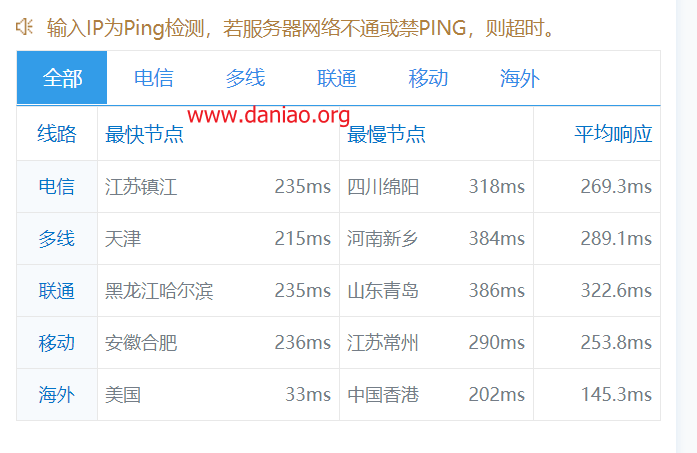 输入IP为Ping检测，若服务器网络不通或禁PING，则超时。
全部 电信 多线 联通 移动 海外
www.daniao.org
线路 最快节点 最慢节点 平均响应
电信 江苏镇江 235ms 四川绵阳 318ms 269.3ms
多线 天津 215ms 河南新乡 384ms 289.1ms
联通 黑龙江哈尔滨 235ms 山东青岛 386ms 322.6ms
移动 安徽合肥 236ms 江苏常州 290ms 253.8ms
海外 美国 33ms 中国香港 202ms 145.3ms